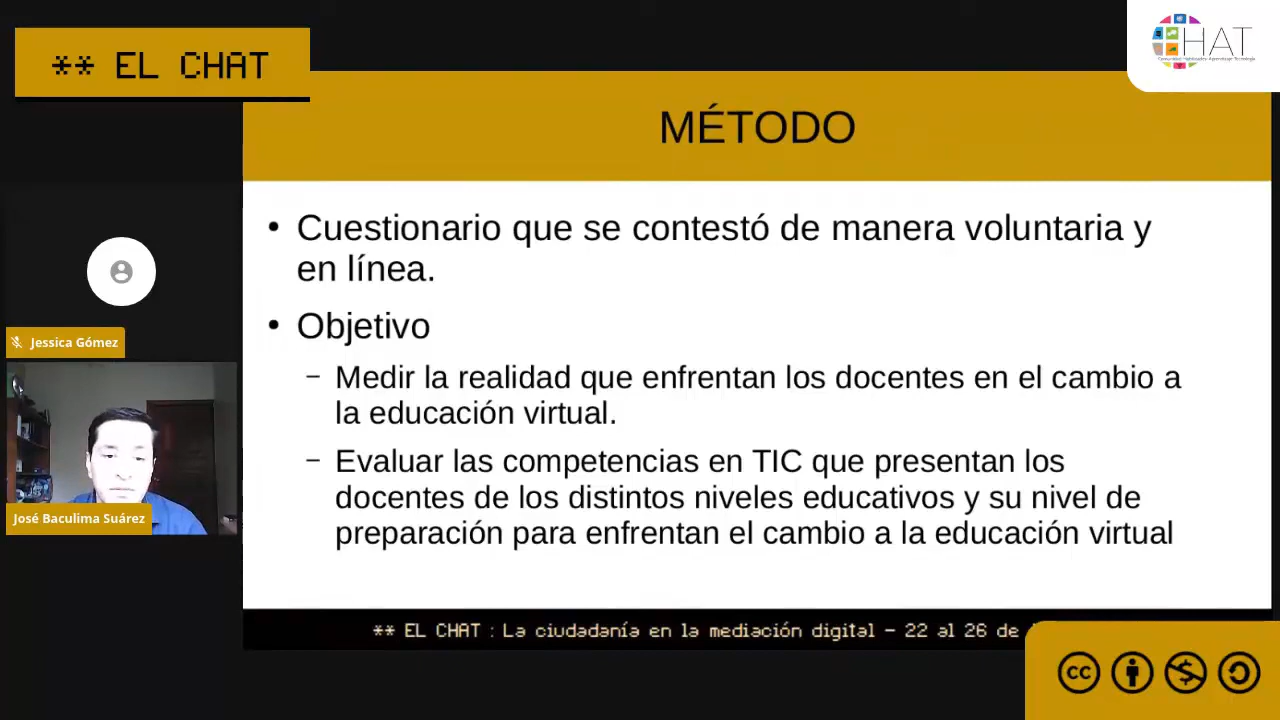 ** EL CHAT
HAT
MÉTODO
• Cuestionario que se contestó de manera voluntaria y
en línea.
• Objetivo
– Medir la realidad que enfrentan los docentes en el cambio a
la educación virtual.
– Evaluar las competencias en TIC que presentan los
docentes de los distintos niveles educativos y su nivel de
preparación para enfrentan el cambio a la educación virtual
Jessica Gómez
José Baculima Suárez
** EL CHAT : La ciudadanía en la mediación digital – 22 al 26 de
cc